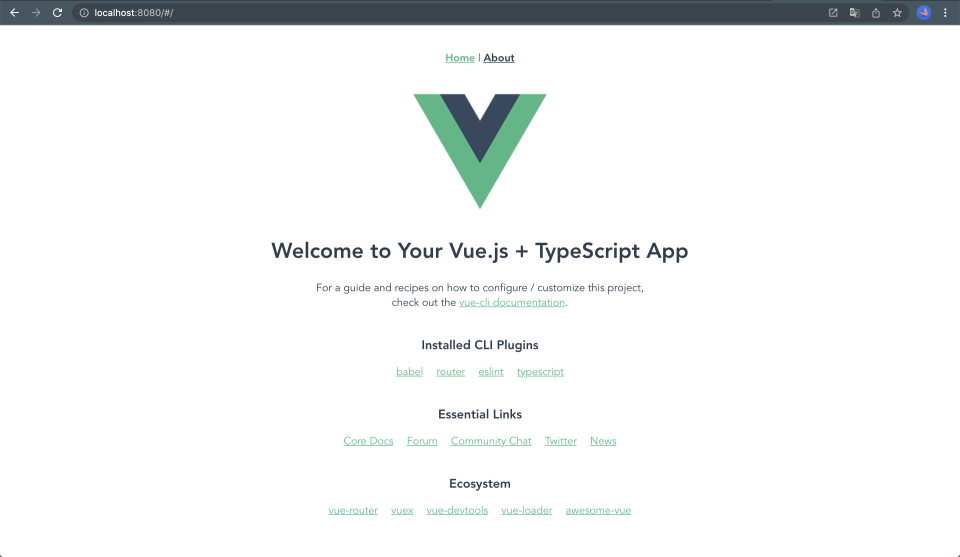 localhost:8080/#/
Home | About
Welcome to Your Vue.js + TypeScript App
For a guide and recipes on how to configure / customize this project,
check out the vue-cli documentation.
Installed CLI Plugins
babel router eslint typescript
Essential Links
Core Docs Forum Community Chat Twitter News
Ecosystem
vue-router vuex vue-devtools vue-loader awesome-vue